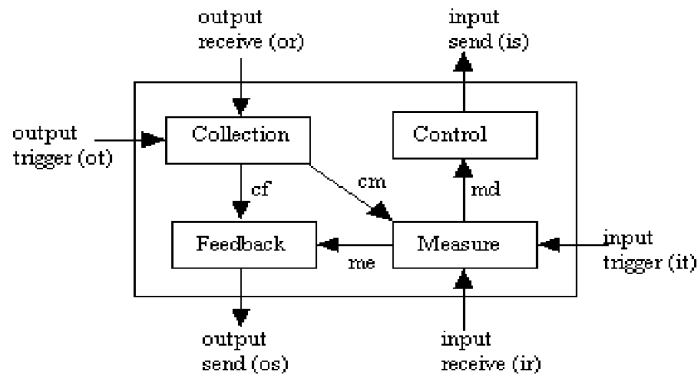 output
receive (or)
input
send (is)
output
trigger (ot)
Collection
Control
cf
cm
md
Feedback
me
Measure
input
trigger (it)
output
send (os)
input
receive (ir)